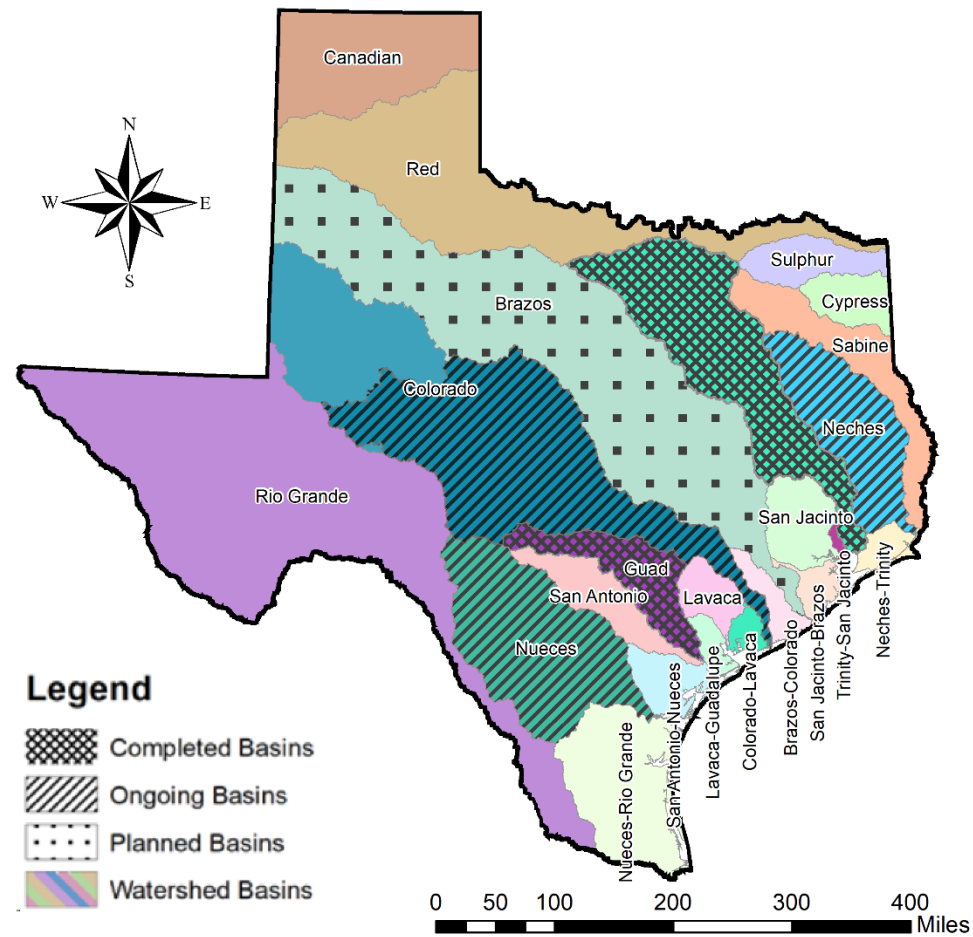 Canadian
N
Red
W
E
S
Sulphur
Cypress
Brazos
Sabine
Colorado
Neches
Rio Grande
San Jacinto
Guad
San Antonio
Lavaca
Nueces
Neches-Trinity
Trinity-San Jacinto
San Jacinto-Brazos
Brazos-Colorado
Colorado-Lavaca
Lavaca-Guadalue
San Antonio-Nueces
Nueces-Rio Grande
Legend
Completed Basins
Ongoing Basins
Planned Basins
Watershed Basins
0 50 100 200 300 400
Miles